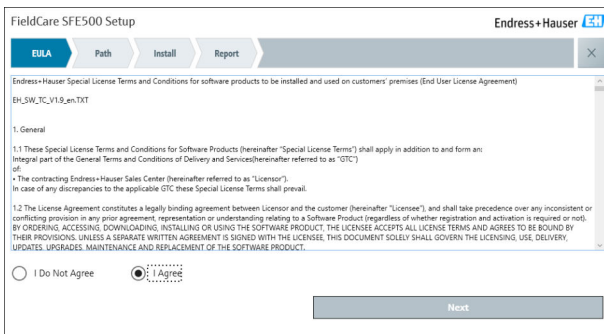 FieldCare SFE500 Setup
Endress+Hauser
EH
EULA
Path
Install
Report
Endress+Hauser Special License Terms and Conditions for software products to be installed and used on customers' premises (End User License Agreement)
EH_SW_TC_V1.9_en.TXT
1. General
1.1 These Special License Terms and Conditions for Software Products (hereinafter "Special License Terms") shall apply in addition to and form an:
Integral part of the General Terms and Conditions of Delivery and Services(hereinafter referred to as "GTC")
of:
• The contracting Endress+Hauser Sales Center (hereinafter referred to as "Licensor").
In case of any discrepancies to the applicable GTC these Special License Terms shall prevail.
1.2 The License Agreement constitutes a legally binding agreement between Licensor and the customer (hereinafter "Licensee"), and shall take precedence over any inconsistent or
conflicting provision in any prior agreement, representation or understanding relating to a Software Product (regardless of whether registration and activation is required or not).
BY ORDERING, ACCESSING, DOWNLOADING, INSTALLING OR USING THE SOFTWARE PRODUCT, THE LICENSEE ACCEPTS ALL LICENSE TERMS AND AGREES TO BE BOUND BY
THEIR PROVISIONS. UNLESS A SEPARATE WRITTEN AGREEMENT IS SIGNED WITH THE LICENSEE, THIS DOCUMENT SOLELY SHALL GOVERN THE LICENSING, USE, DELIVERY,
UPDATES, UPGRADES, MAINTENANCE AND REPLACEMENT OF THE SOFTWARE PRODUCT.
I Do Not Agree
I Agree
Next